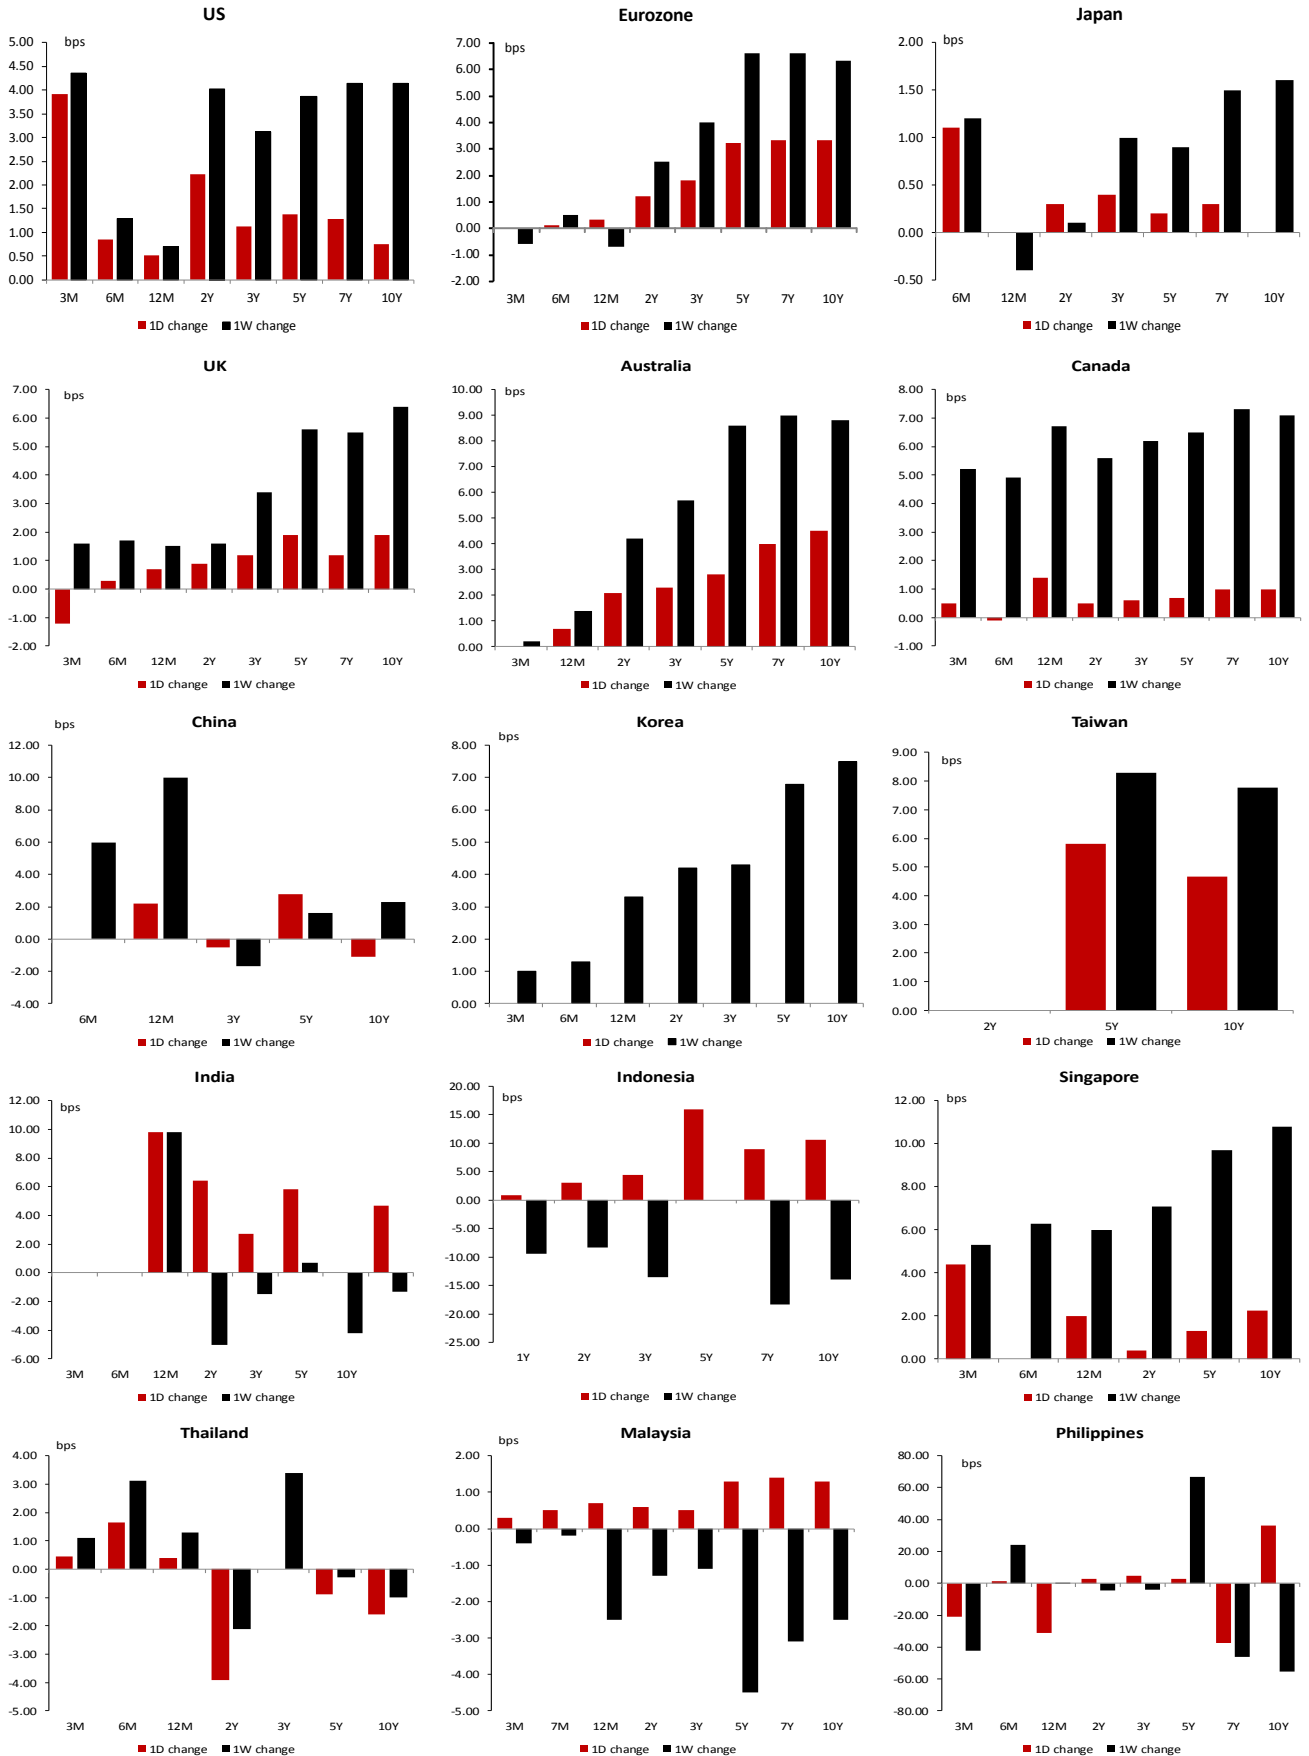 US
bps
5.00
4.50
4.00
3.50
3.00
2.50
2.00
1.50
1.00
0.50
0.00
3M 6M 12M 2Y 3Y 5Y 7Y 10Y
1D change 1W change
Eurozone
bps
7.00
6.00
5.00
4.00
3.00
2.00
1.00
0.00
-1.00
-2.00
3M 6M 12M 2Y 3Y 5Y 7Y 10Y
1D change 1W change
Japan
bps
2.00
1.50
1.00
0.50
0.00
-0.50
6M 12M 2Y 3Y 5Y 7Y 10Y
1D change 1W change
UK
bps
7.00
6.00
5.00
4.00
3.00
2.00
1.00
0.00
-1.00
-2.00
3M 6M 12M 2Y 3Y 5Y 7Y 10Y
1D change 1W change
Australia
bps
10.00
9.00
8.00
7.00
6.00
5.00
4.00
3.00
2.00
1.00
0.00
3M 12M 2Y 3Y 5Y 7Y 10Y
1D change 1W change
Canada
bps
8.00
7.00
6.00
5.00
4.00
3.00
2.00
1.00
0.00
-1.00
3M 6M 12M 2Y 3Y 5Y 7Y 10Y
1D change 1W change
China
bps
12.00
10.00
8.00
6.00
4.00
2.00
0.00
-2.00
-4.00
6M 12M 3Y 5Y 10Y
1D change 1W change
Korea
bps
8.00
7.00
6.00
5.00
4.00
3.00
2.00
1.00
0.00
3M 6M 12M 2Y 3Y 5Y 10Y
1D change 1W change
Taiwan
bps
9.00
8.00
7.00
6.00
5.00
4.00
3.00
2.00
1.00
0.00
2Y 5Y 10Y
1D change 1W change
India
bps
12.00
10.00
8.00
6.00
4.00
2.00
0.00
-2.00
-4.00
-6.00
3M 6M 12M 2Y 3Y 5Y 10Y
1D change 1W change
Indonesia
bps
20.00
15.00
10.00
5.00
0.00
-5.00
-10.00
-15.00
-20.00
-25.00
1Y 2Y 3Y 5Y 7Y 10Y
1D change 1W change
Singapore
bps
12.00
10.00
8.00
6.00
4.00
2.00
0.00
3M 6M 12M 2Y 5Y 10Y
1D change 1W change
Thailand
bps
4.00
3.00
2.00
1.00
0.00
-1.00
-2.00
-3.00
-4.00
-5.00
3M 6M 12M 2Y 3Y 5Y 10Y
1D change 1W change
Malaysia
bps
2.00
1.00
0.00
-1.00
-2.00
-3.00
-4.00
-5.00
3M 7M 12M 2Y 3Y 5Y 7Y 10Y
1D change 1W change
Philippines
bps
80.00
60.00
40.00
20.00
0.00
-20.00
-40.00
-60.00
-80.00
3M 6M 12M 2Y 3Y 5Y 7Y 10Y
1D change 1W change